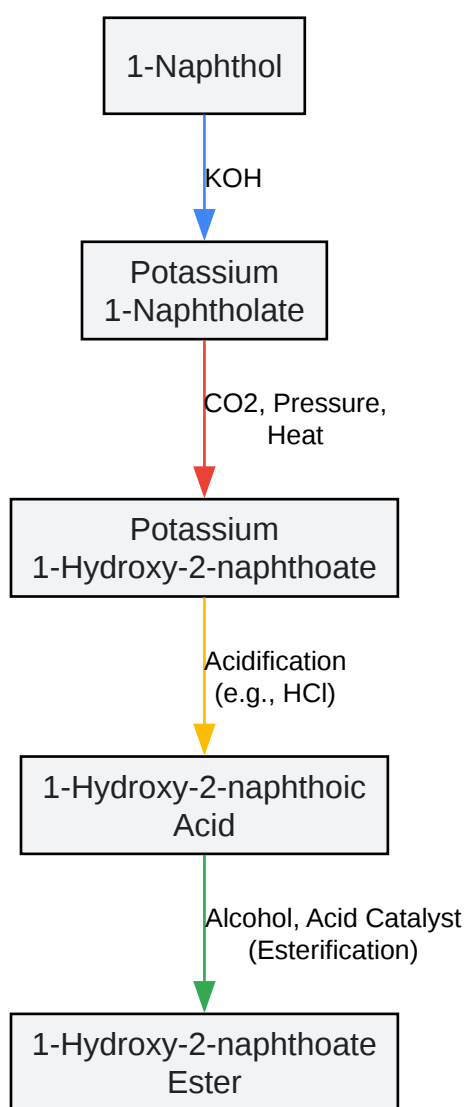 1-Naphthol
KOH
Potassium
1-Naphtholate
CO2, Pressure,
Heat
Potassium
1-Hydroxy-2-naphthoate
Acidification
(e.g., HCl)
1-Hydroxy-2-naphthoic
Acid
Alcohol, Acid Catalyst
(Esterification)
1-Hydroxy-2-naphthoate
Ester